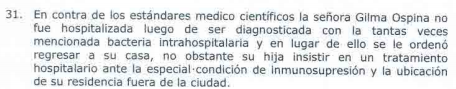 31. En contra de los estándares medico científicos la señora Gilma Ospina no
fue hospitalizada luego de ser diagnosticada con la tantas veces
mencionada bacteria intrahospitalaria y en lugar de ello se le ordenó
regresar a su casa, no obstante su hija insistir en un tratamiento
hospitalario ante la especial condición de inmunosupresión y la ubicación
de su residencia fuera de la ciudad.